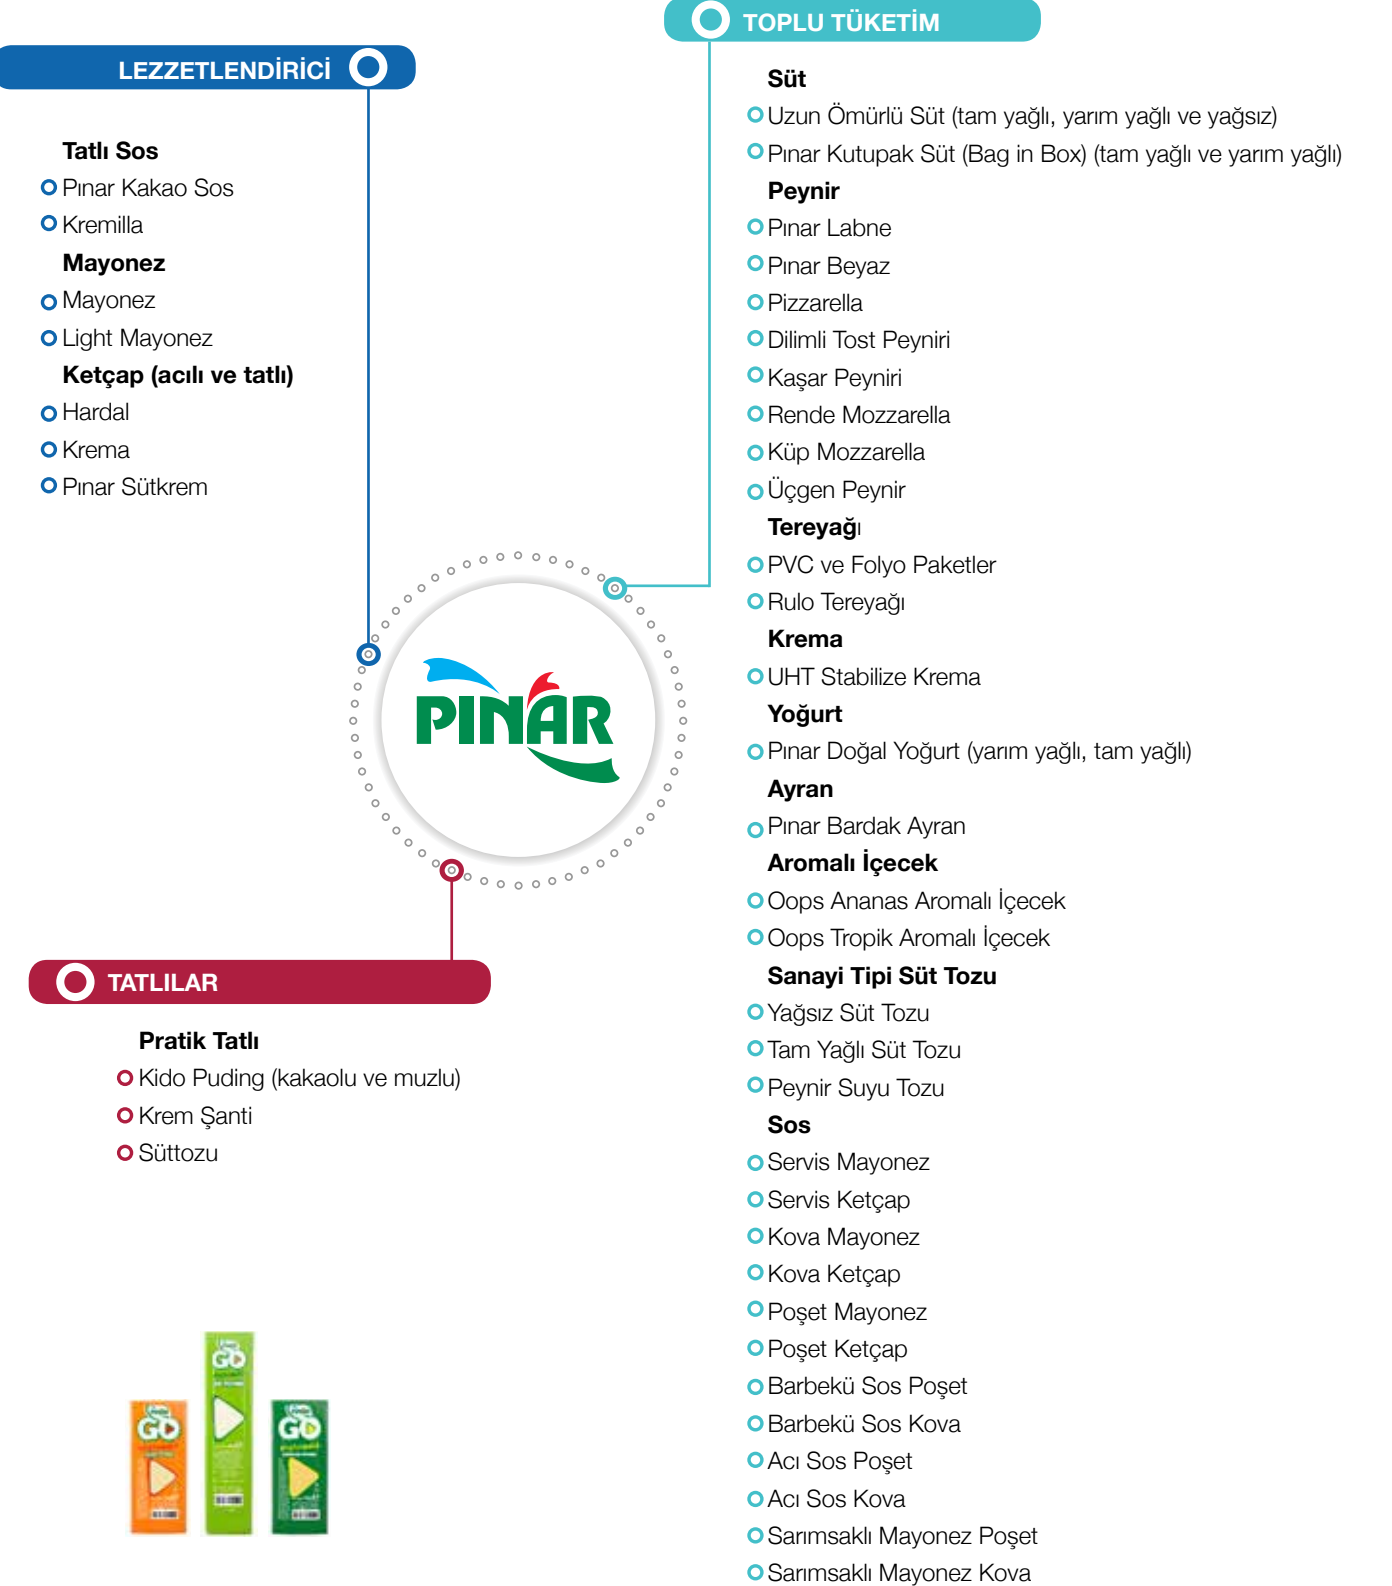 LEZZETLENDİRİCİ
Tatlı Sos
Pınar Kakao Sos
Kremilla
Mayonez
Mayonez
Light Mayonez
Ketçap (acılı ve tatlı)
Hardal
Krema
Pınar Sütkrem
PINAR
TATLILAR
Pratik Tatlı
Kido Puding (kakaolu ve muzlu)
Krem Şanti
Süttozu
GO
GO
GO
TOPLU TÜKETİM
Süt
Uzun Ömürlü Süt (tam yağlı, yarım yağlı ve yağsız)
Pınar Kutupak Süt (Bag in Box) (tam yağlı ve yarım yağlı)
Peynir
Pınar Labne
Pınar Beyaz
Pizzarella
Dilimli Tost Peyniri
Kaşar Peyniri
Rende Mozzarella
Küp Mozzarella
Üçgen Peynir
Tereyağı
PVC ve Folyo Paketler
Rulo Tereyağı
Krema
UHT Stabilize Krema
Yoğurt
Pınar Doğal Yoğurt (yarım yağlı, tam yağlı)
Ayran
Pınar Bardak Ayran
Aromalı İçecek
Oops Ananas Aromalı İçecek
Oops Tropik Aromalı İçecek
Sanayi Tipi Süt Tozu
Yağsız Süt Tozu
Tam Yağlı Süt Tozu
Peynir Suyu Tozu
Sos
Servis Mayonez
Servis Ketçap
Kova Mayonez
Kova Ketçap
Poşet Mayonez
Poşet Ketçap
Barbekü Sos Poşet
Barbekü Sos Kova
Acı Sos Poşet
Acı Sos Kova
Sarımsaklı Mayonez Poşet
Sarımsaklı Mayonez Kova